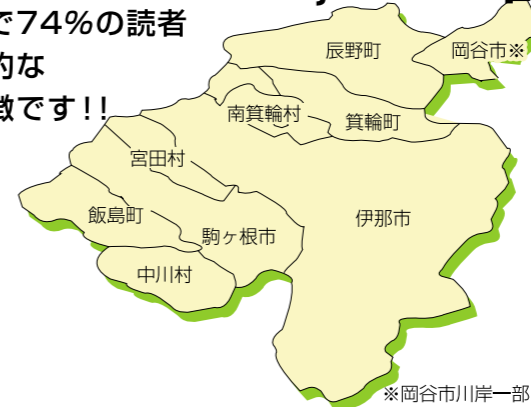 で74%の読者
的な
徴です!!
辰野町
岡谷市※
南箕輪村
箕輪町
宮田村
飯島町
駒ヶ根市
伊那市
中川村
※岡谷市川岸一部